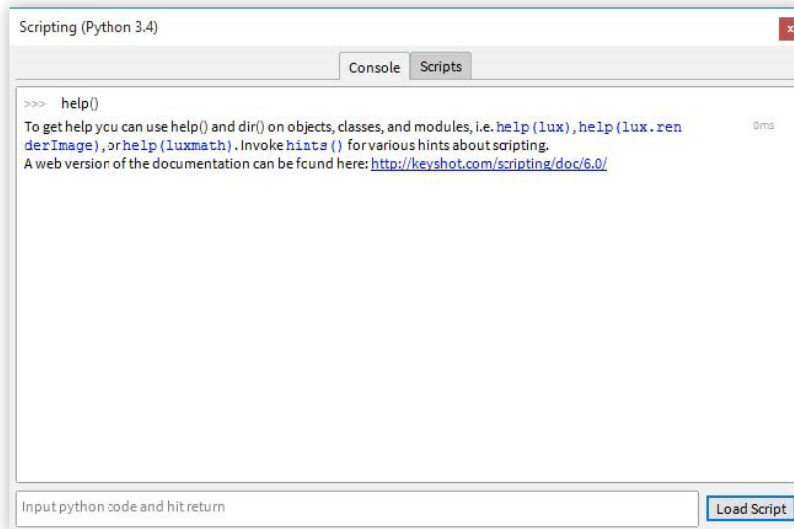 Scripting (Python 3.4)
x
Console Scripts
>>> help()
To get help you can use help() and dir() on objects, classes, and modules, i.e. help(lux), help(lux.ren 0ms
derImage), or help(luxmath). Invoke hints() for various hints about scripting.
A web version of the documentation can be found here: http://keyshot.com/scripting/doc/6.0/
Input python code and hit return
Load Script